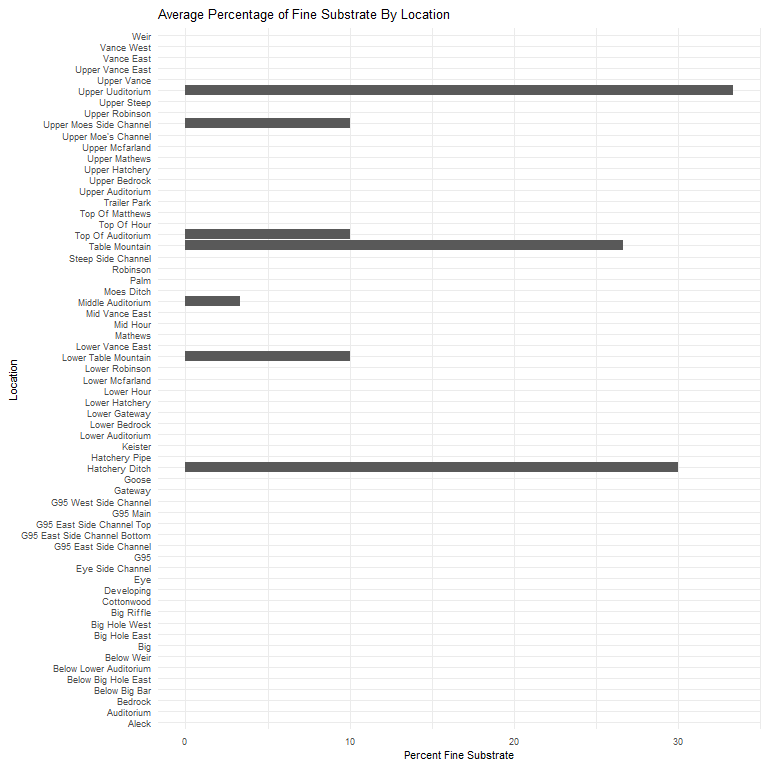 Average Percentage of Fine Substrate By Location
Weir
Vance West
Vance East
Upper Vance East
Upper Vance
Upper Uuditorium
Upper Steep
Upper Robinson
Upper Moes Side Channel
Upper Moe's Channel
Upper Mcfarland
Upper Mathews
Upper Hatchery
Upper Bedrock
Upper Auditorium
Trailer Park
Top Of Matthews
Top Of Hour
Top Of Auditorium
Table Mountain
Steep Side Channel
Robinson
Palm
Moes Ditch
Middle Auditorium
Mid Vance East
Mid Hour
Mathews
Lower Vance East
Lower Table Mountain
Lower Robinson
Lower Mcfarland
Lower Hour
Lower Hatchery
Lower Gateway
Lower Bedrock
Lower Auditorium
Keister
Hatchery Pipe
Hatchery Ditch
Goose
Gateway
G95 West Side Channel
G95 Main
G95 East Side Channel Top
G95 East Side Channel Bottom
G95 East Side Channel
G95
Eye Side Channel
Eye
Developing
Cottonwood
Big Riffle
Big Hole West
Big Hole East
Big
Below Weir
Below Lower Auditorium
Below Big Hole East
Below Big Bar
Bedrock
Auditorium
Aleck
Location
0 10 20 30
Percent Fine Substrate